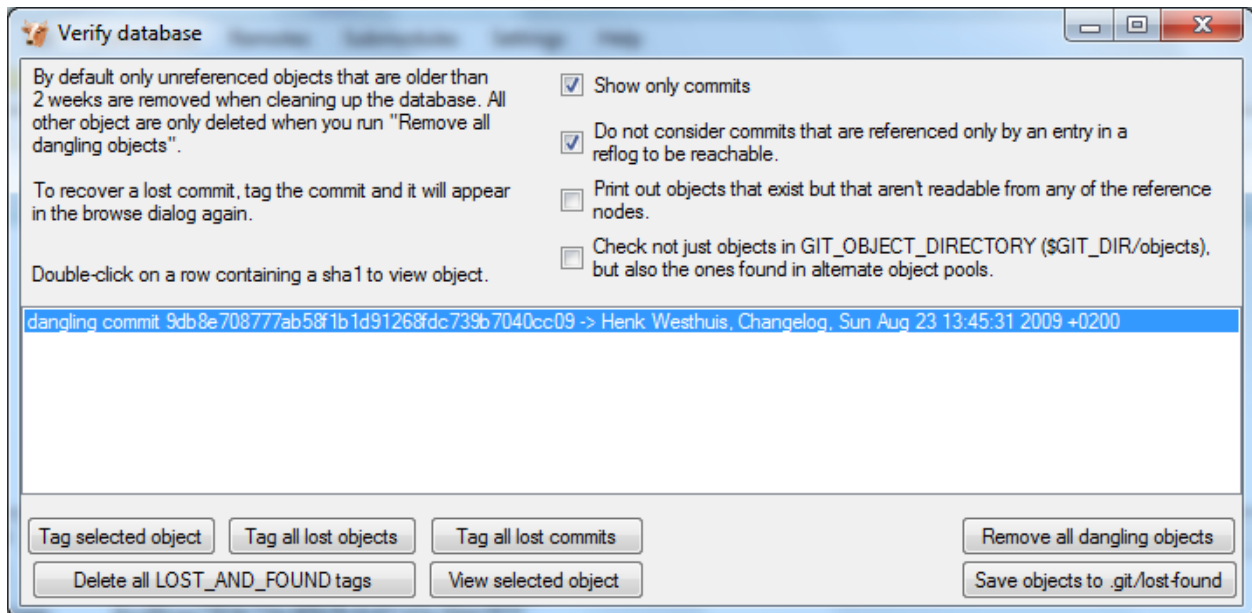 Verify database
Remotes Submodules Settings Help
By default only unreferenced objects that are older than
2 weeks are removed when cleaning up the database. All
other object are only deleted when you run "Remove all
dangling objects".
To recover a lost commit, tag the commit and it will appear
in the browse dialog again.
Double-click on a row containing a sha1 to view object.
Show only commits
Do not consider commits that are referenced only by an entry in a
reflog to be reachable.
Print out objects that exist but that aren't readable from any of the reference
nodes.
Check not just objects in GIT_OBJECT_DIRECTORY ($GIT_DIR/objects),
but also the ones found in alternate object pools.
dangling commit 9db8e708777ab58f1b1d91268fdc739b7040cc09 -> Henk Westhuis, Changelog, Sun Aug 23 13:45:31 2009 +0200
Tag selected object
Tag all lost objects
Tag all lost commits
Remove all dangling objects
Delete all LOST_AND_FOUND tags
View selected object
Save objects to .git/lost-found